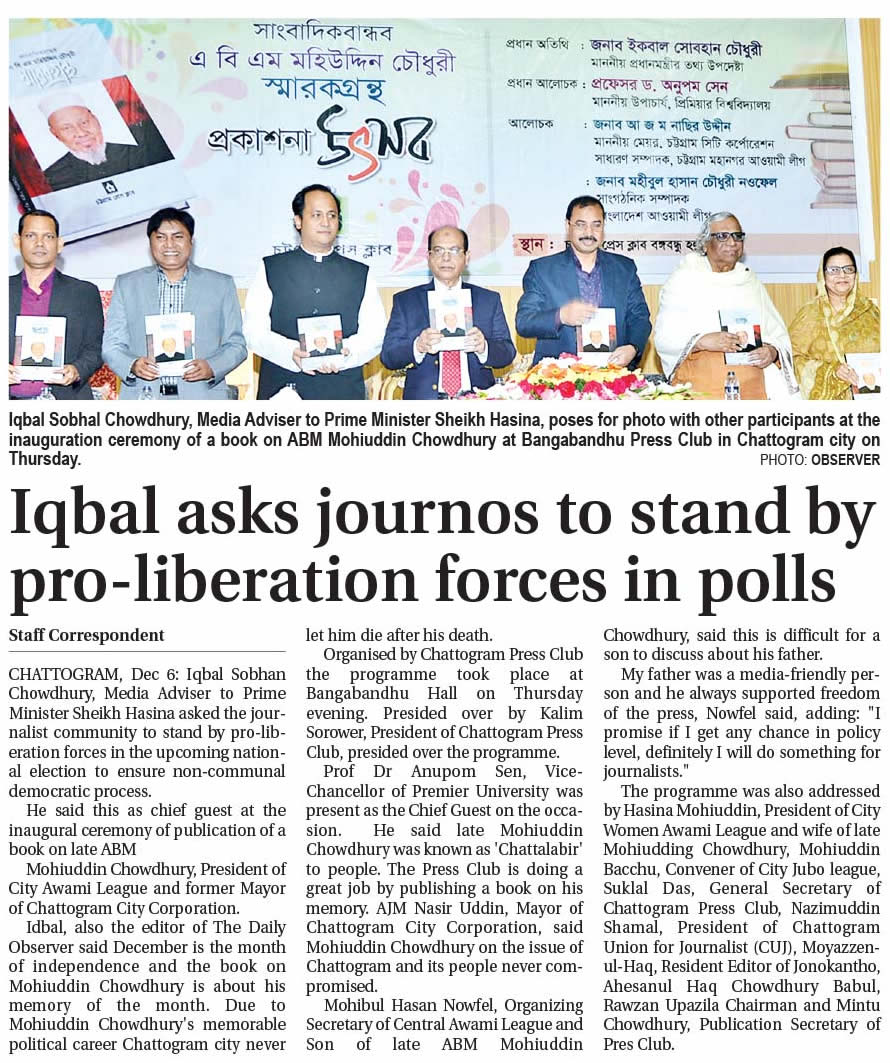 সাংবাদিকবান্ধব
এ বি এম মহিউদ্দিন চৌধুরী
স্মারকগ্রন্থ
প্রকাশনা উৎসব
প্রধান অতিথি : জনাব ইকবাল সোবহান চৌধুরী
মাননীয় প্রধানমন্ত্রীর তথ্য উপদেষ্টা
প্রধান আলোচক : প্রফেসর ড. অনুপম সেন
মাননীয় উপাচার্য, প্রিমিয়ার বিশ্ববিদ্যালয়
আলোচক : জনাব আ জ ম নাছির উদ্দীন
মাননীয় মেয়র, চট্টগ্রাম সিটি কর্পোরেশন
সাধারণ সম্পাদক, চট্টগ্রাম মহানগর আওয়ামী লীগ
: জনাব মহীবুল হাসান চৌধুরী নওফেল
সাংগঠনিক সম্পাদক
বাংলাদেশ আওয়ামী লীগ
স্থান : প্রেস ক্লাব বঙ্গবন্ধু
প্রেস ক্লাব
Iqbal Sobhal Chowdhury, Media Adviser to Prime Minister Sheikh Hasina, poses for photo with other participants at the
inauguration ceremony of a book on ABM Mohiuddin Chowdhury at Bangabandhu Press Club in Chattogram city on
Thursday. PHOTO: OBSERVER
Iqbal asks journos to stand by
pro-liberation forces in polls
Staff Correspondent
CHATTOGRAM, Dec 6: Iqbal Sobhan
Chowdhury, Media Adviser to Prime
Minister Sheikh Hasina asked the jour-
nalist community to stand by pro-lib-
eration forces in the upcoming nation-
al election to ensure non-communal
democratic process.
He said this as chief guest at the
inaugural ceremony of publication of a
book on late ABM
Mohiuddin Chowdhury, President of
City Awami League and former Mayor
of Chattogram City Corporation.
Idbal, also the editor of The Daily
Observer said December is the month
of independence and the book on
Mohiuddin Chowdhury is about his
memory of the month. Due to
Mohiuddin Chowdhury's memorable
political career Chattogram city never
let him die after his death.
Organised by Chattogram Press Club
the programme took place at
Bangabandhu Hall on Thursday
evening. Presided over by Kalim
Sorower, President of Chattogram Press
Club, presided over the programme.
Prof Dr Anupom Sen, Vice-
Chancellor of Premier University was
present as the Chief Guest on the occa-
sion. He said late Mohiuddin
Chowdhury was known as 'Chattalabir'
to people. The Press Club is doing a
great job by publishing a book on his
memory. AJM Nasir Uddin, Mayor of
Chattogram City Corporation, said
Mohiuddin Chowdhury on the issue of
Chattogram and its people never com-
promised.
Mohibul Hasan Nowfel, Organizing
Secretary of Central Awami League and
Son of late ABM Mohiuddin
Chowdhury, said this is difficult for a
son to discuss about his father.
My father was a media-friendly per-
son and he always supported freedom
of the press, Nowfel said, adding: "I
promise if I get any chance in policy
level, definitely I will do something for
journalists."
The programme was also addressed
by Hasina Mohiuddin, President of City
Women Awami League and wife of late
Mohiudding Chowdhury, Mohiuddin
Bacchu, Convener of City Jubo league,
Suklal Das, General Secretary of
Chattogram Press Club, Nazimuddin
Shamal, President of Chattogram
Union for Journalist (CUJ), Moyazzen-
ul-Haq, Resident Editor of Jonokantho,
Ahesanul Haq Chowdhury Babul,
Rawzan Upazila Chairman and Mintu
Chowdhury, Publication Secretary of
Pres Club.